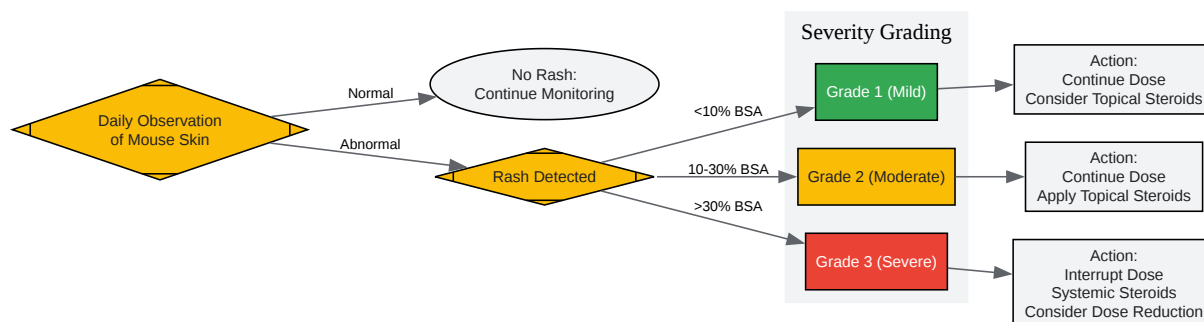 Daily Observation
of Mouse Skin
Normal
Abnormal
No Rash:
Continue Monitoring
Rash Detected
<10% BSA
10-30% BSA
>30% BSA
Severity Grading
Grade 1 (Mild)
Grade 2 (Moderate)
Grade 3 (Severe)
Action:
Continue Dose
Consider Topical Steroids
Action:
Continue Dose
Apply Topical Steroids
Action:
Interrupt Dose
Systemic Steroids
Consider Dose Reduction